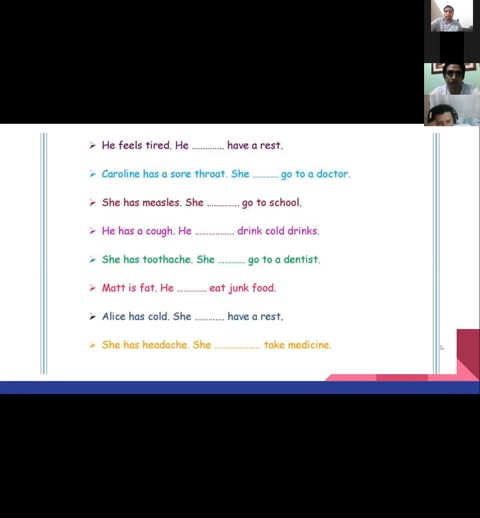 ➢ He feels tired. He ............. have a rest.
➢ Caroline has a sore throat. She ........... go to a doctor.
➢ She has measles. She .............. go to school.
➢ He has a cough. He ................. drink cold drinks.
➢ She has toothache. She ........... go to a dentist.
➢ Matt is fat. He ............. eat junk food.
➢ Alice has cold. She ............. have a rest.
➢ She has headache. She .................... take medicine.